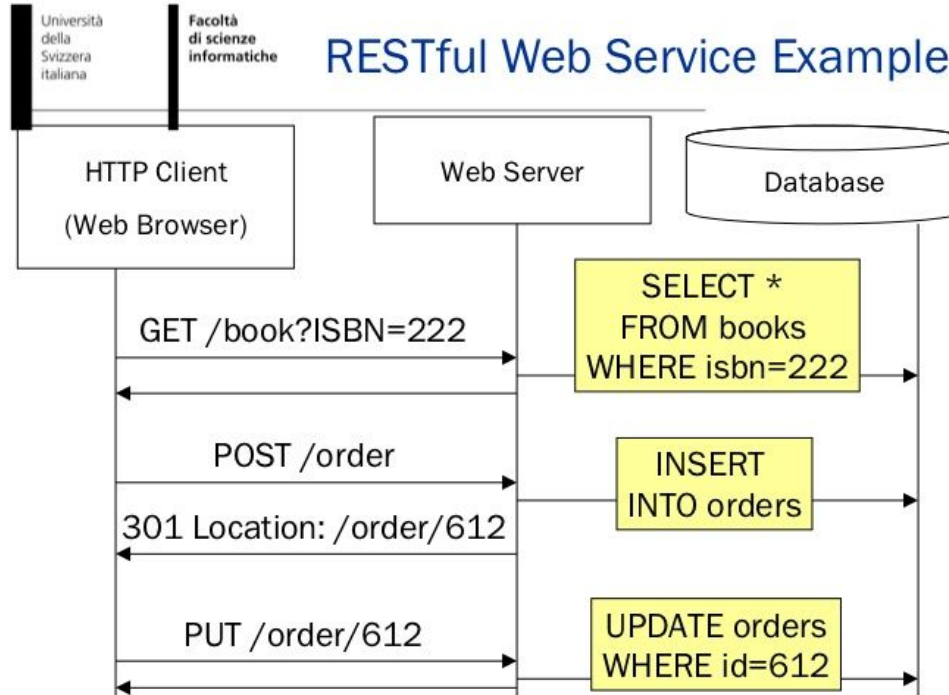 Università
della
Svizzera
italiana
Facoltà
di scienze
informatiche
RESTful Web Service Example
HTTP Client
(Web Browser)
Web Server
Database
GET /book?ISBN=222
SELECT *
FROM books
WHERE isbn=222
POST /order
INSERT
INTO orders
301 Location: /order/612
PUT /order/612
UPDATE orders
WHERE id=612